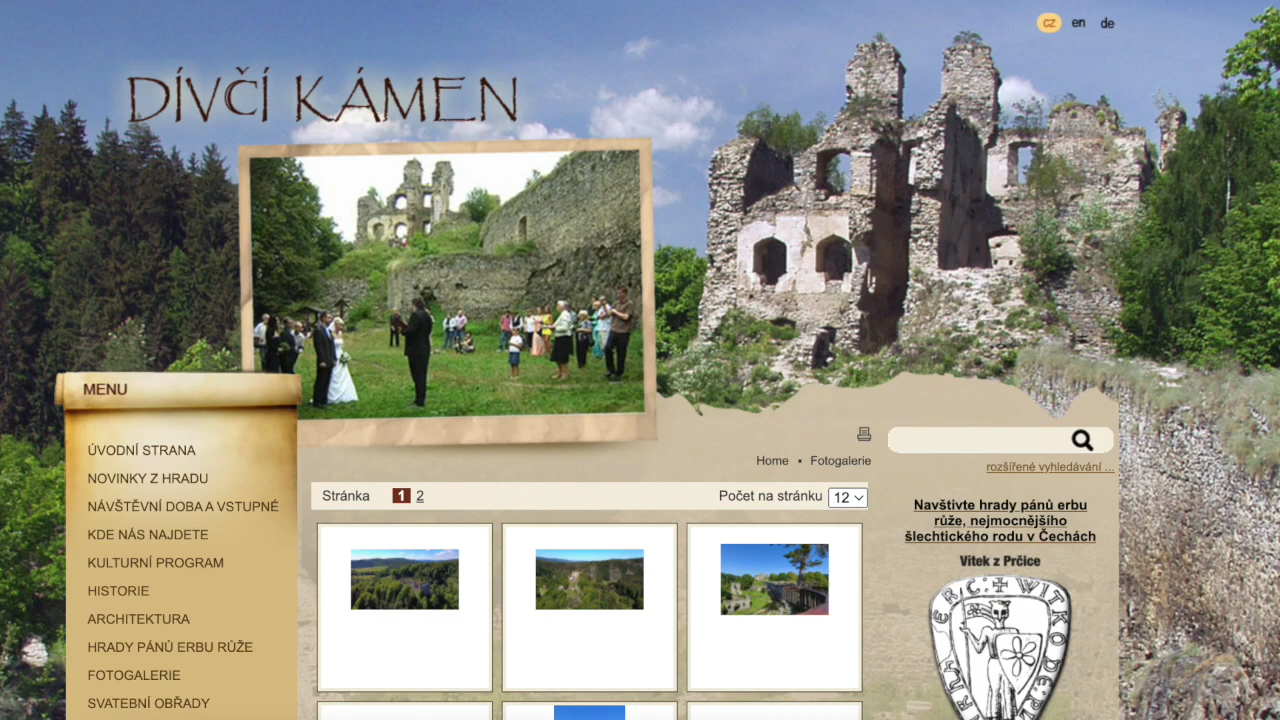 cz en de
DÍVČÍ KÁMEN
MENU
ÚVODNÍ STRANA
NOVINKY Z HRADU
NÁVŠTĚVNÍ DOBA A VSTUPNÉ
KDE NÁS NAJDETE
KULTURNÍ PROGRAM
HISTORIE
ARCHITEKTURA
HRADY PÁNŮ ERBU RŮŽE
FOTOGALERIE
SVATEBNÍ OBŘADY
Home ▪ Fotogalerie
Stránka 1 2
Počet na stránku 12
rozšířené vyhledávání ...
Navštivte hrady pánů erbu
růže, nejmocnějšího
šlechtického rodu v Čechách
Vítek z Prčice